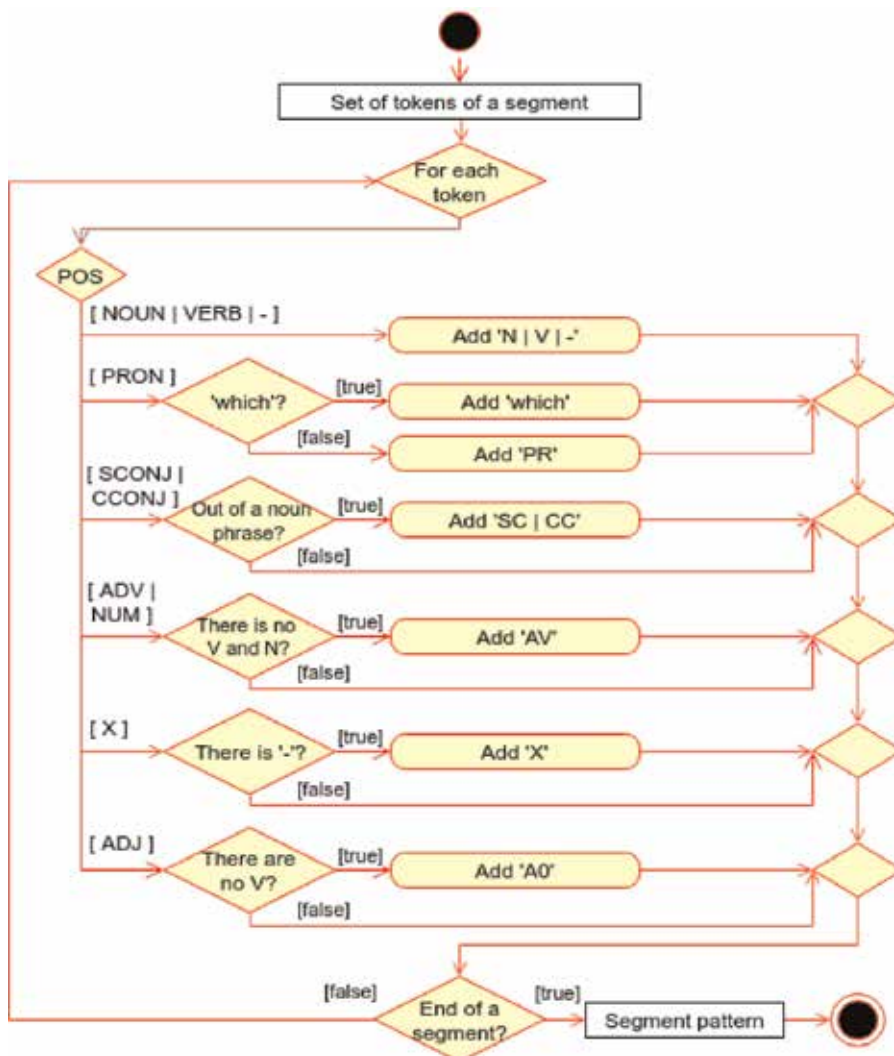 Set of tokens of a segment
For each
token
POS
[ NOUN | VERB | - ]
Add 'N | V | -'
[ PRON ]
'which'?
[true]
Add 'which'
[false]
Add 'PR'
[ SCONJ |
CCONJ ]
Out of a noun
phrase?
[true]
Add 'SC | CC'
[false]
[ ADV |
NUM ]
There is no
V and N?
[true]
Add 'AV'
[false]
[ X ]
There is '-'?
[true]
Add 'X'
[false]
[ ADJ ]
There are
no V?
[true]
Add 'A0'
[false]
[false]
End of a
segment?
[true]
Segment pattern